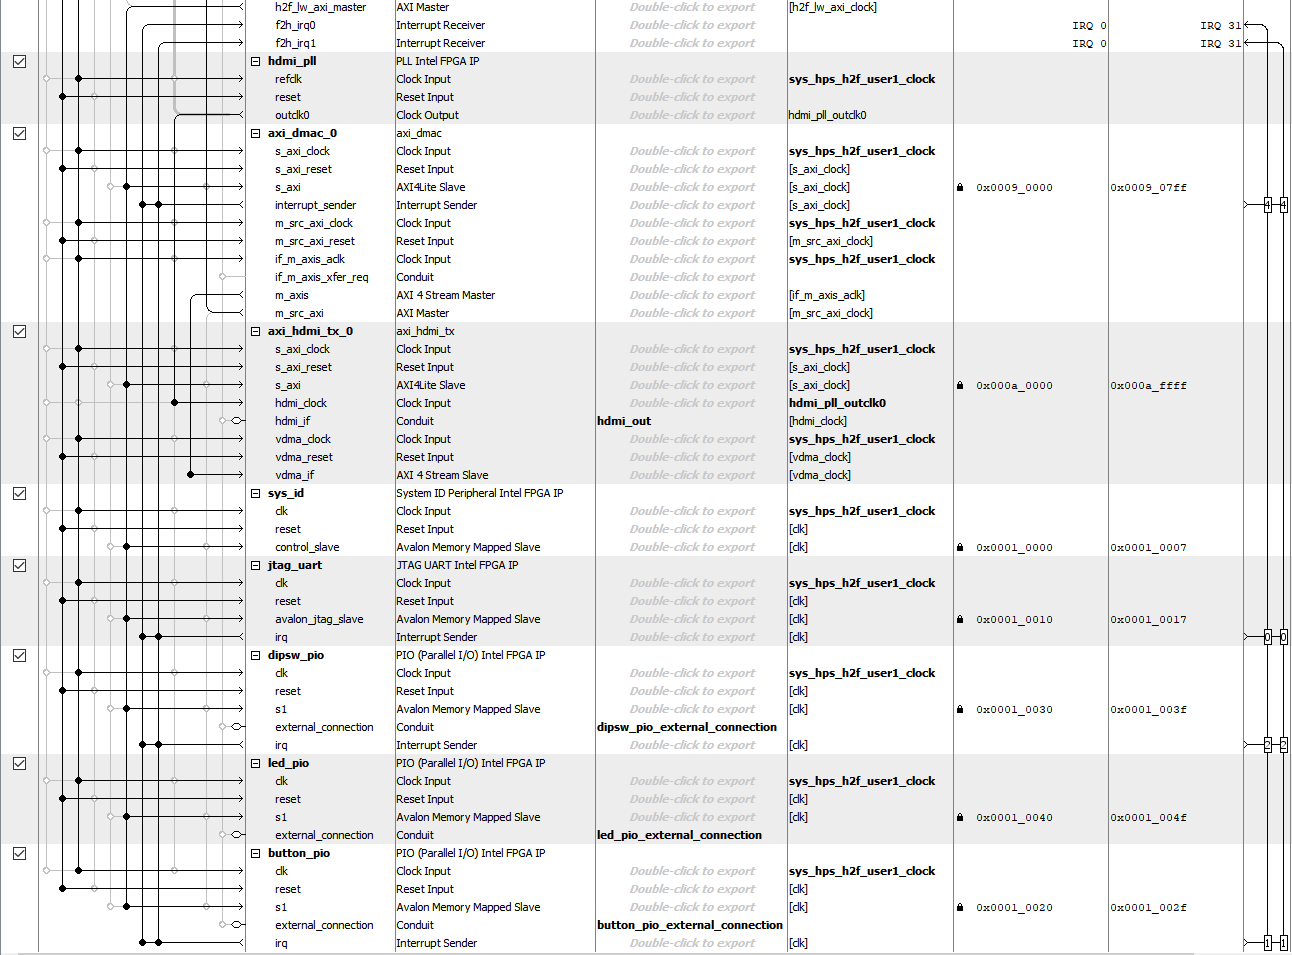 h2f_lw_axi_master AXI Master Double-click to export [h2f_lw_axi_clock]
f2h_irq0 Interrupt Receiver Double-click to export IRQ 0 IRQ 31
f2h_irq1 Interrupt Receiver Double-click to export IRQ 0 IRQ 31
hdmi_pll PLL Intel FPGA IP
refclk Clock Input Double-click to export sys_hps_h2f_user1_clock
reset Reset Input Double-click to export
outclk0 Clock Output Double-click to export hdmi_pll_outclk0
axi_dmac_0 axi_dmac
s_axi_clock Clock Input Double-click to export sys_hps_h2f_user1_clock
s_axi_reset Reset Input Double-click to export [s_axi_clock]
s_axi AXI4Lite Slave Double-click to export [s_axi_clock] 0x0009_0000 0x0009_07ff
interrupt_sender Interrupt Sender Double-click to export [s_axi_clock] 4 4
m_src_axi_clock Clock Input Double-click to export sys_hps_h2f_user1_clock
m_src_axi_reset Reset Input Double-click to export [m_src_axi_clock]
if_m_axis_aclk Clock Input Double-click to export sys_hps_h2f_user1_clock
if_m_axis_xfer_req Conduit Double-click to export
m_axis AXI 4 Stream Master Double-click to export [if_m_axis_aclk]
m_src_axi AXI Master Double-click to export [m_src_axi_clock]
axi_hdmi_tx_0 axi_hdmi_tx
s_axi_clock Clock Input Double-click to export sys_hps_h2f_user1_clock
s_axi_reset Reset Input Double-click to export [s_axi_clock]
s_axi AXI4Lite Slave Double-click to export [s_axi_clock] 0x000a_0000 0x000a_ffff
hdmi_clock Clock Input Double-click to export hdmi_pll_outclk0
hdmi_if Conduit hdmi_out [hdmi_clock]
vdma_clock Clock Input Double-click to export sys_hps_h2f_user1_clock
vdma_reset Reset Input Double-click to export [vdma_clock]
vdma_if AXI 4 Stream Slave Double-click to export [vdma_clock]
sys_id System ID Peripheral Intel FPGA IP
clk Clock Input Double-click to export sys_hps_h2f_user1_clock
reset Reset Input Double-click to export [clk]
control_slave Avalon Memory Mapped Slave Double-click to export [clk] 0x0001_0000 0x0001_0007
jtag_uart JTAG UART Intel FPGA IP
clk Clock Input Double-click to export sys_hps_h2f_user1_clock
reset Reset Input Double-click to export [clk]
avalon_jtag_slave Avalon Memory Mapped Slave Double-click to export [clk] 0x0001_0010 0x0001_0017
irq Interrupt Sender Double-click to export [clk] 0 0
dipsw_pio PIO (Parallel I/O) Intel FPGA IP
clk Clock Input Double-click to export sys_hps_h2f_user1_clock
reset Reset Input Double-click to export [clk]
s1 Avalon Memory Mapped Slave Double-click to export [clk] 0x0001_0030 0x0001_003f
external_connection Conduit dipsw_pio_external_connection
irq Interrupt Sender Double-click to export [clk] 2 2
led_pio PIO (Parallel I/O) Intel FPGA IP
clk Clock Input Double-click to export sys_hps_h2f_user1_clock
reset Reset Input Double-click to export [clk]
s1 Avalon Memory Mapped Slave Double-click to export [clk] 0x0001_0040 0x0001_004f
external_connection Conduit led_pio_external_connection
button_pio PIO (Parallel I/O) Intel FPGA IP
clk Clock Input Double-click to export sys_hps_h2f_user1_clock
reset Reset Input Double-click to export [clk]
s1 Avalon Memory Mapped Slave Double-click to export [clk] 0x0001_0020 0x0001_002f
external_connection Conduit button_pio_external_connection
irq Interrupt Sender Double-click to export [clk] 1 1